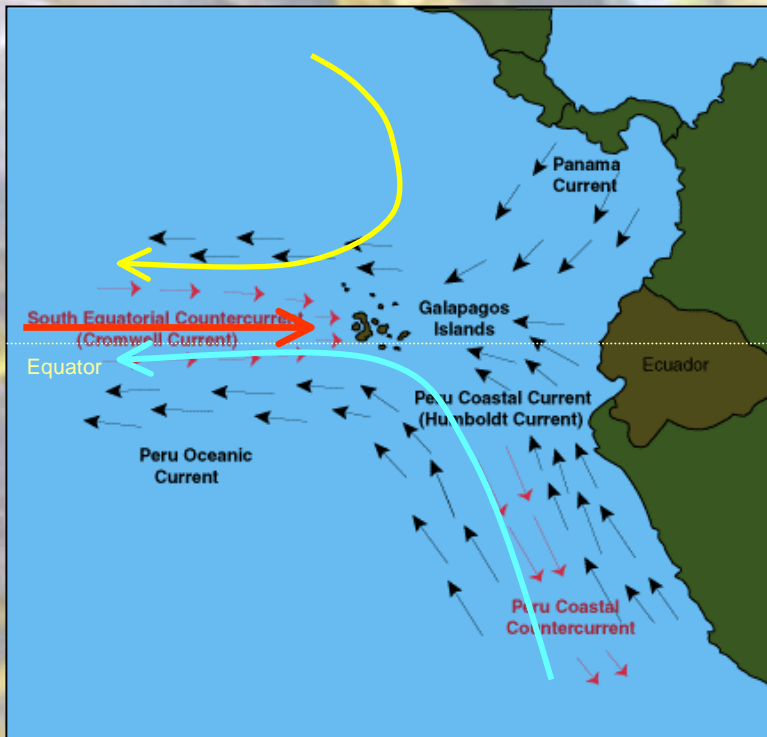 Panama
Current
South Equatorial Countercurrent
(Cromwell Current)
Galapagos
Islands
Equator
Ecuador
Peru Coastal Current
(Humboldt Current)
Peru Oceanic
Current
Peru Coastal
Countercurrent